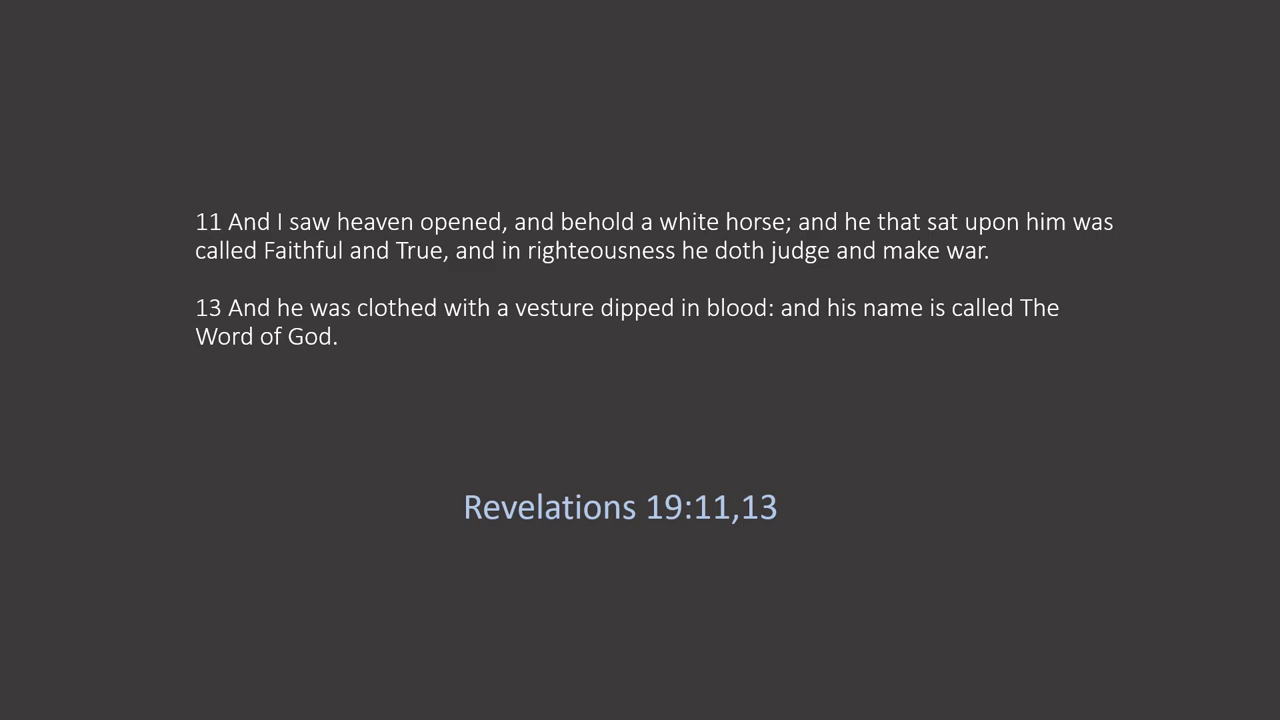 11 And I saw heaven opened, and behold a white horse; and he that sat upon him was
called Faithful and True, and in righteousness he doth judge and make war.
13 And he was clothed with a vesture dipped in blood: and his name is called The
Word of God.
Revelations 19:11,13